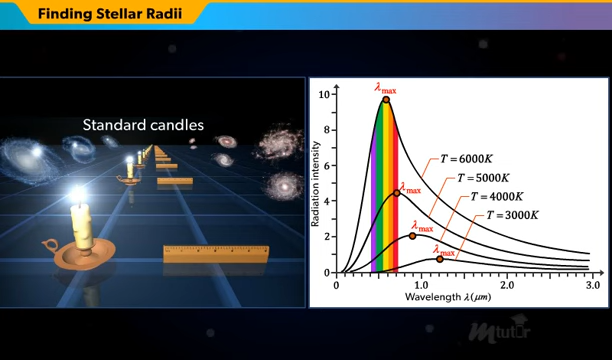 Finding Stellar Radii
Standard candles
Radiation intensity
10
8
6
4
2
0
λmax
λmax
λmax
λmax
T = 6000K
T = 5000K
T = 4000K
T = 3000K
0
1.0
2.0
3.0
Wavelength λ(μm)
mtutor